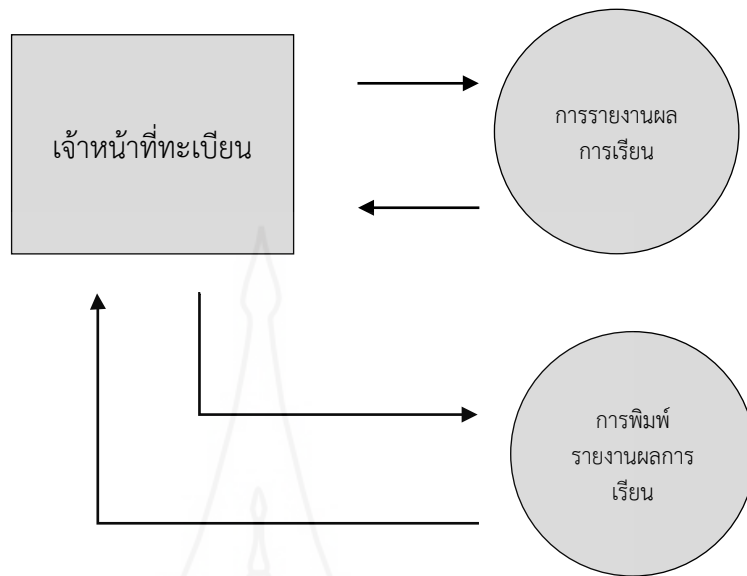 เจ้าหน้าที่ทะเบียน
การรายงานผล
การเรียน
การพิมพ์
รายงานผลการ
เรียน